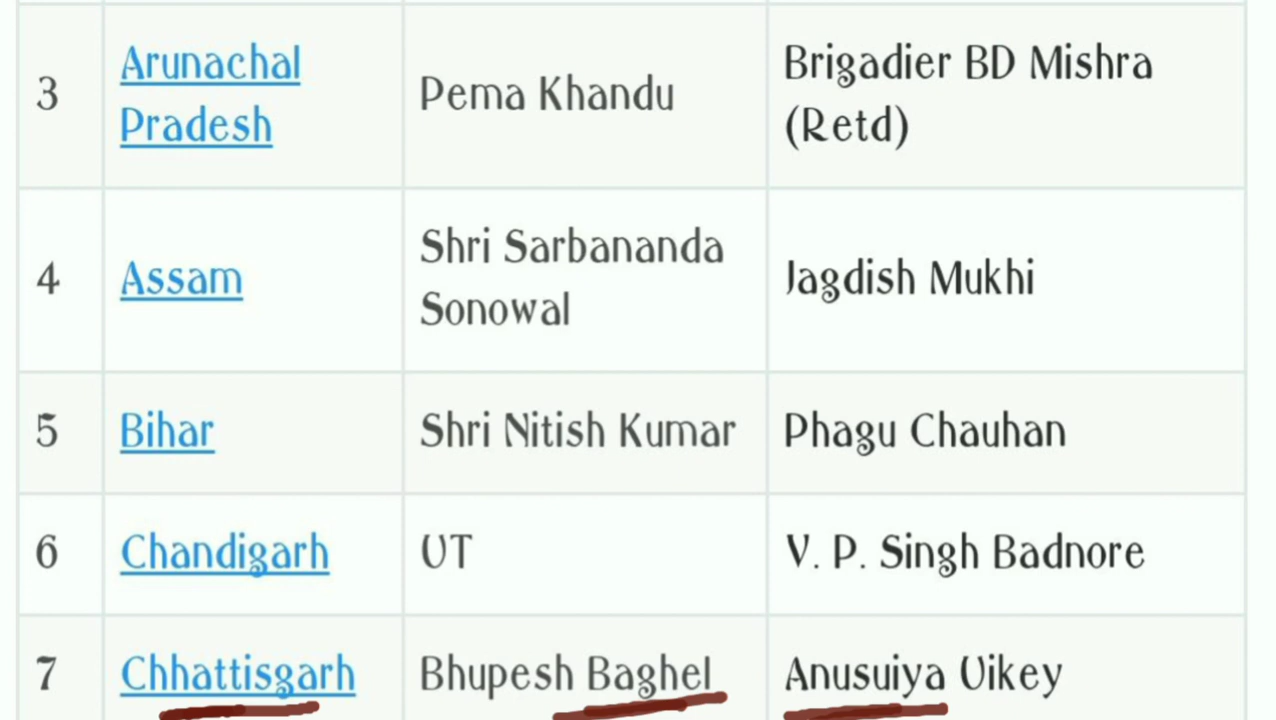 3 Arunachal Pradesh Pema Khandu Brigadier BD Mishra (Retd)
4 Assam Shri Sarbananda Sonowal Jagdish Mukhi
5 Bihar Shri Nitish Kumar Phagu Chauhan
6 Chandigarh UT V. P. Singh Badnore
7 Chhattisgarh Bhupesh Baghel Anusuiya Uikey